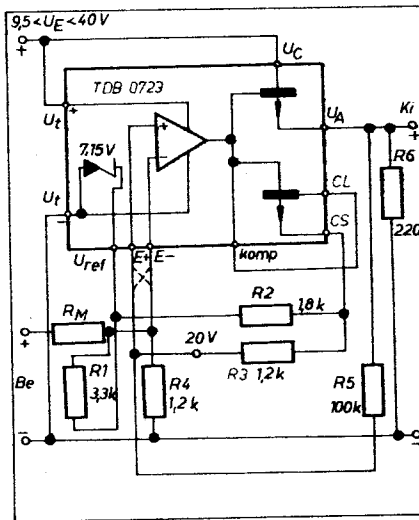 9,5<U_E<40V
+
U_C
TDB 0723
U_t +
U_A
Ki
+
7,15V
+
−
R6
220
CL
U_t −
CS
U_ref
E+ E−
komp
R2
1,8k
R_M
+
20V
R3 1,2k
R5
100k
Be
R1
3,3k
R4
1,2k
−
−